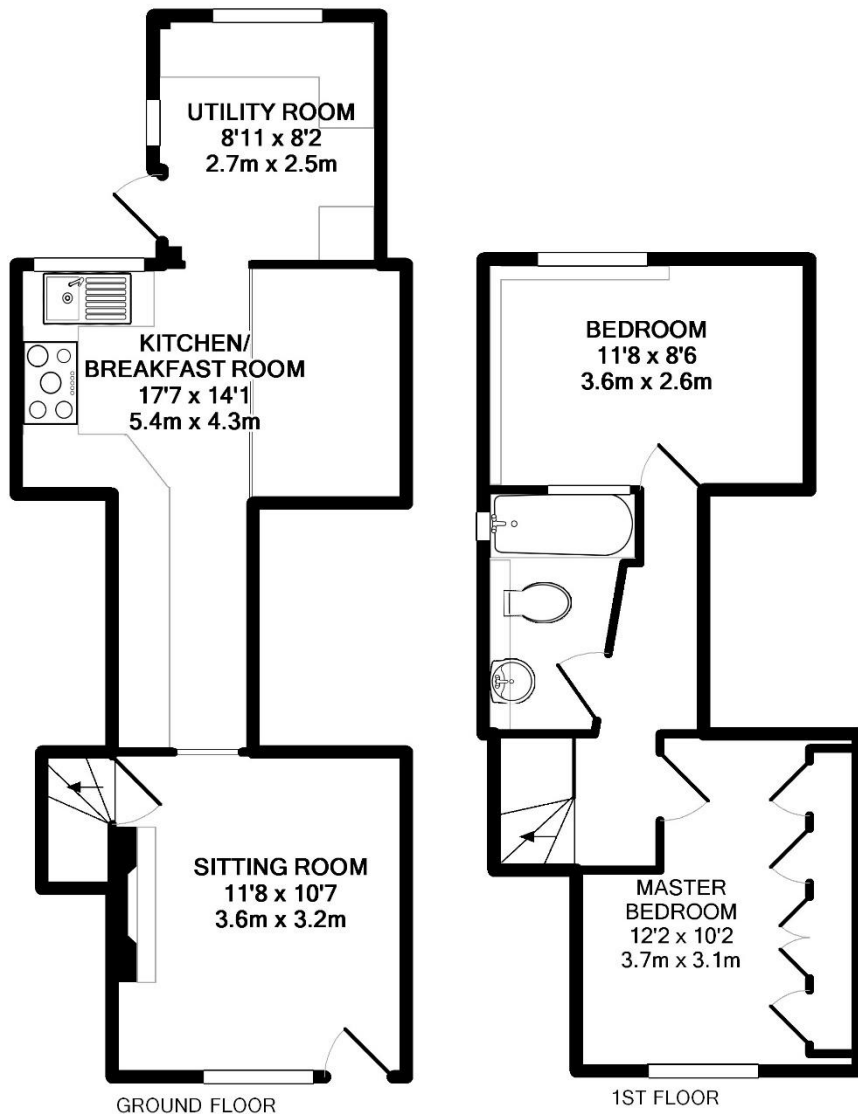 UTILITY ROOM
8'11 x 8'2
2.7m x 2.5m
KITCHEN/
BREAKFAST ROOM
17'7 x 14'1
5.4m x 4.3m
SITTING ROOM
11'8 x 10'7
3.6m x 3.2m
GROUND FLOOR
BEDROOM
11'8 x 8'6
3.6m x 2.6m
MASTER
BEDROOM
12'2 x 10'2
3.7m x 3.1m
1ST FLOOR